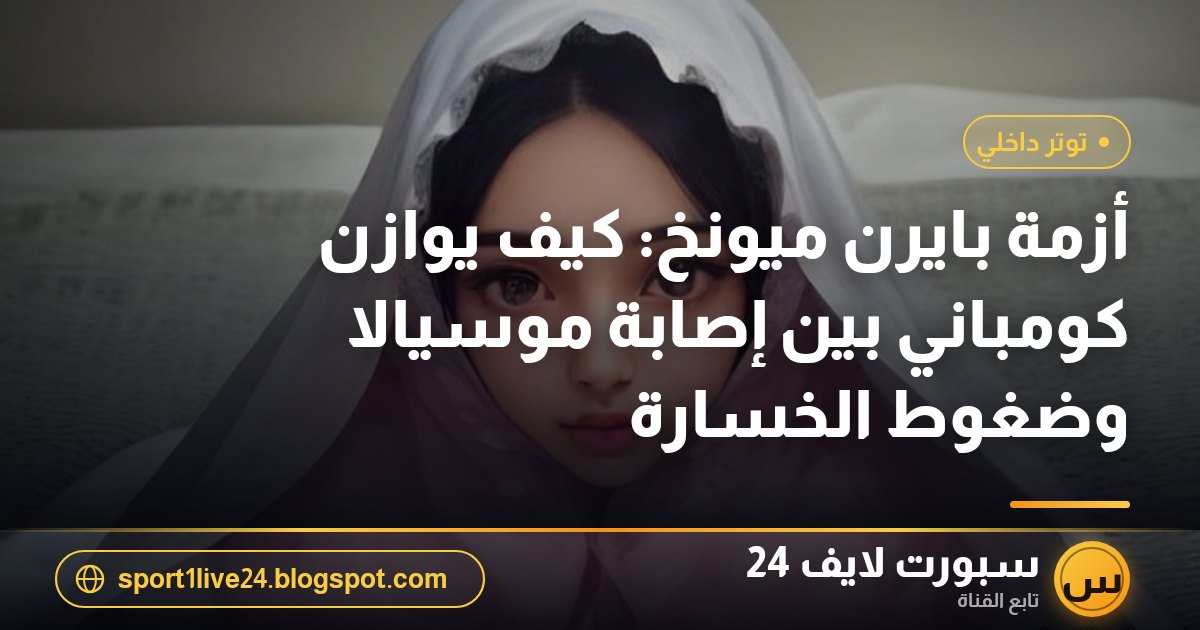 • توتر داخلي
أزمة بايرن ميونخ: كيف يوازن
كومباني بين إصابة موسيالا
وضغوط الخسارة
س
سبورت لايف 24
تابع القناة
sport1live24.blogspot.com